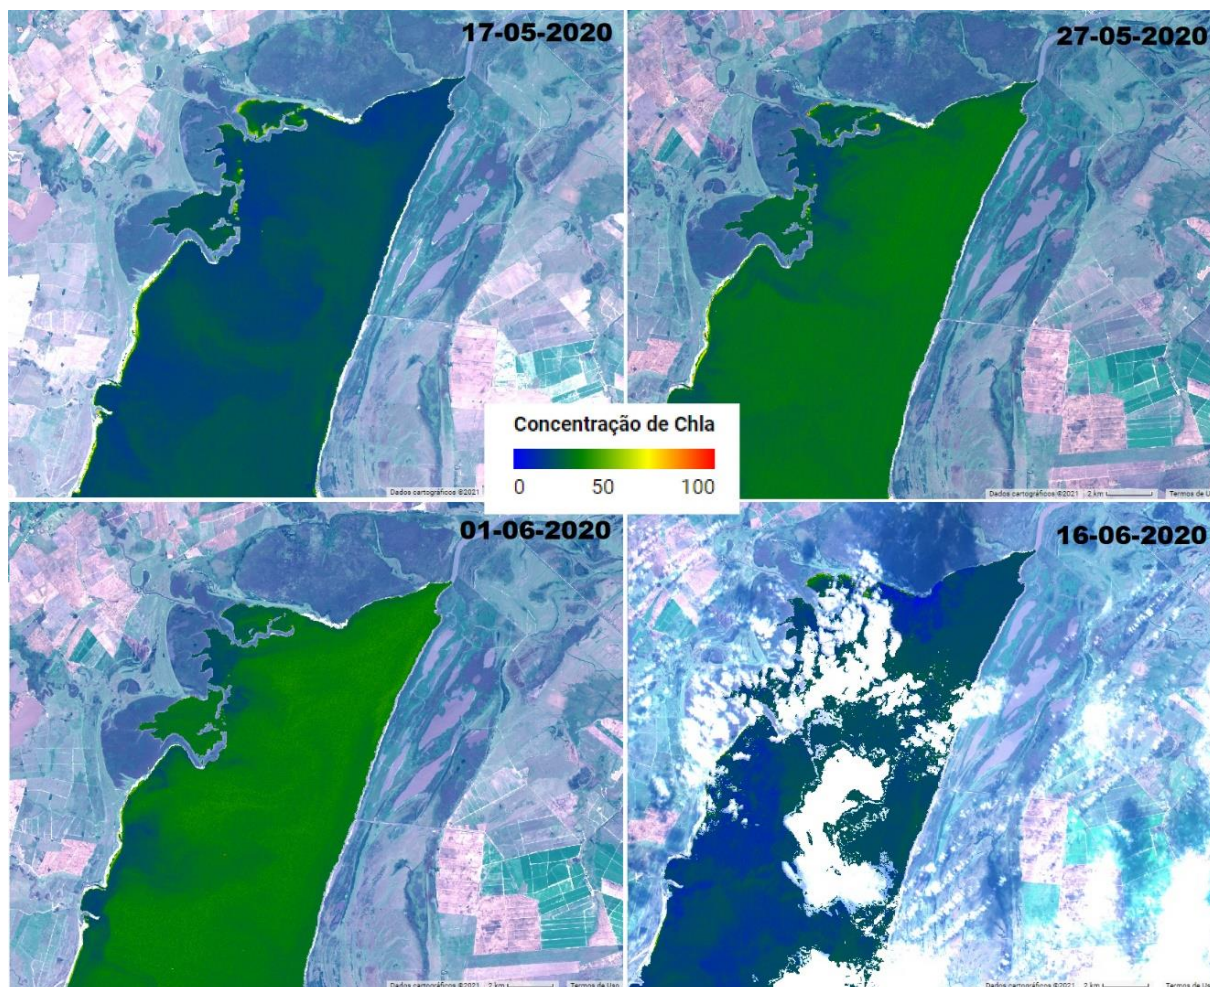 17-05-2020
27-05-2020
Concentração de Chla
0 50 100
Dados cartográficos ©2021
Dados cartográficos ©2021 2 km Termos de Us
01-06-2020
16-06-2020
Dados cartográficos ©2021 2 km Termos de Uso
Dados cartográficos ©2021 2 km Termos de Us